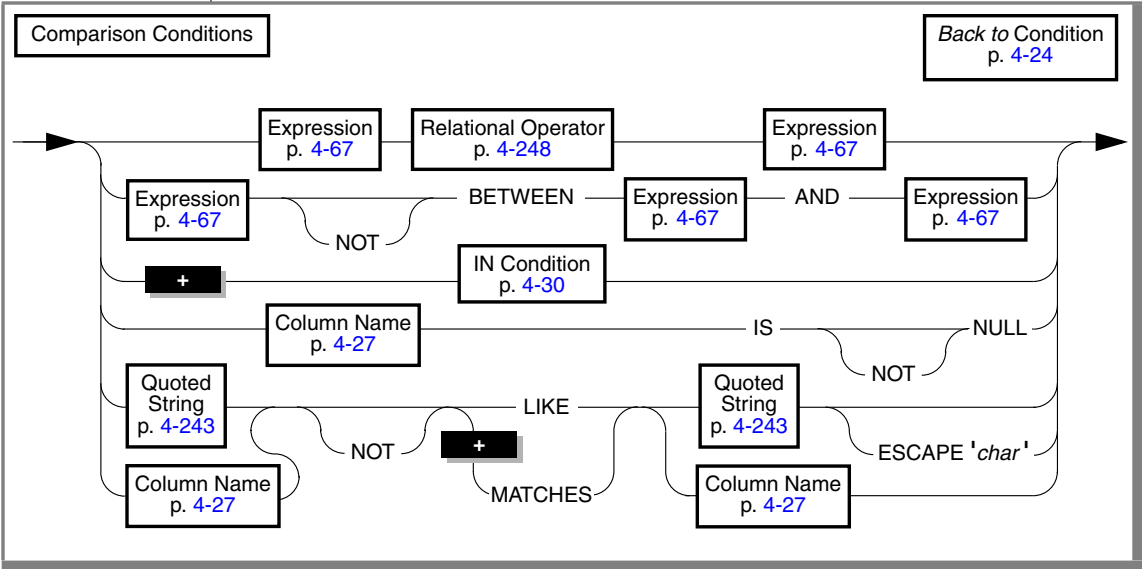 Comparison Conditions
Back to Condition
p. 4-24
Expression
p. 4-67
Relational Operator
p. 4-248
Expression
p. 4-67
Expression
p. 4-67
NOT
BETWEEN
Expression
p. 4-67
AND
Expression
p. 4-67
+
IN Condition
p. 4-30
Column Name
p. 4-27
IS
NOT
NULL
Quoted
String
p. 4-243
Column Name
p. 4-27
NOT
LIKE
+
MATCHES
Quoted
String
p. 4-243
ESCAPE 'char'
Column Name
p. 4-27